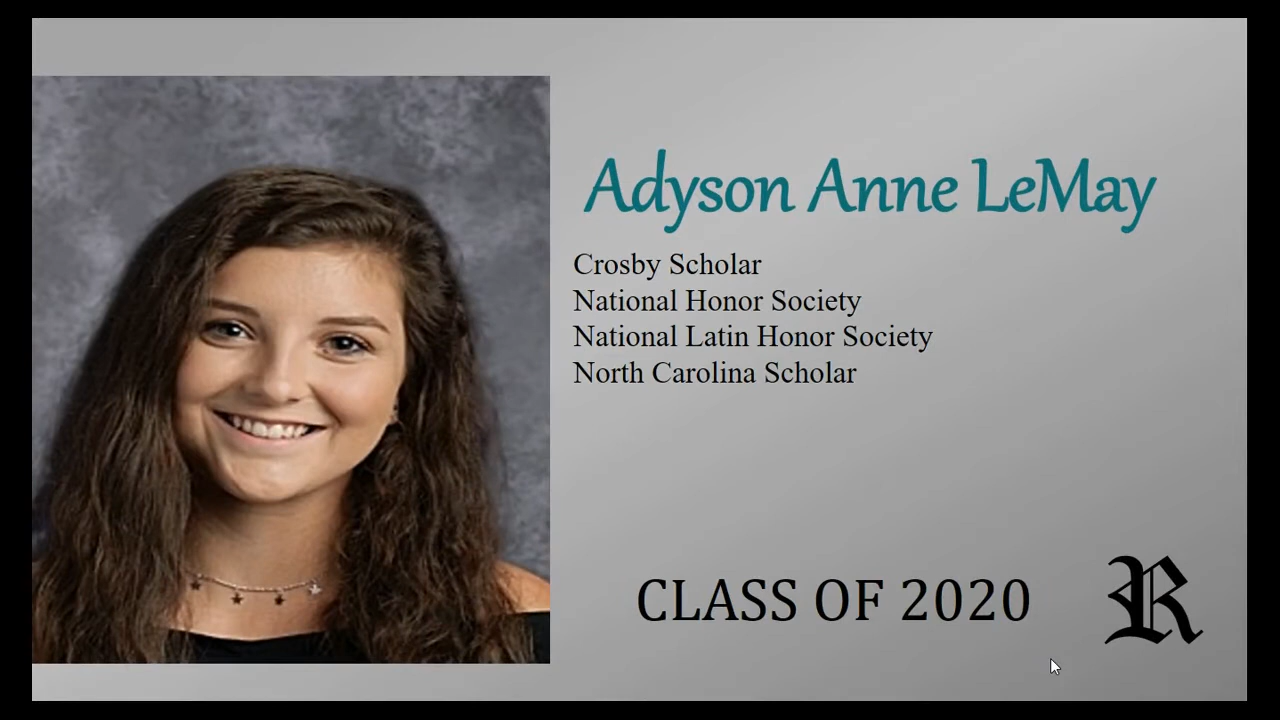 Adyson Anne LeMay
Crosby Scholar
National Honor Society
National Latin Honor Society
North Carolina Scholar
CLASS OF 2020
R